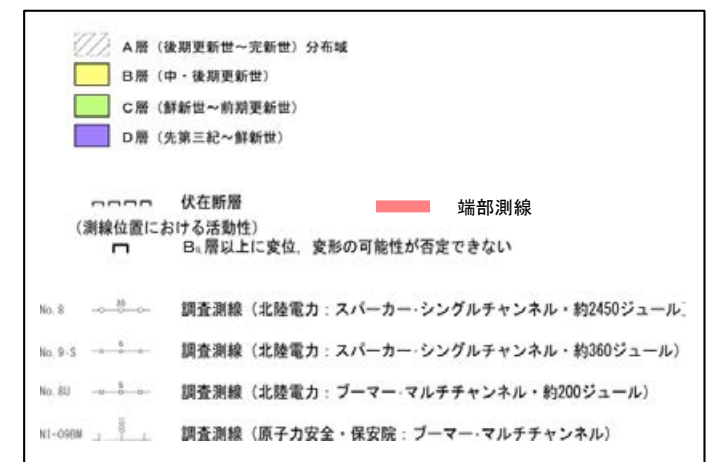 A層（後期更新世～完新世）分布域
B層（中・後期更新世）
C層（鮮新世～前期更新世）
D層（先第三紀～鮮新世）
伏在断層
端部測線
（測線位置における活動性）
B1層以上に変位，変形の可能性が否定できない
No. 8 調査測線（北陸電力：スパーカー・シングルチャンネル・約2450ジュール）
No. 9-S 調査測線（北陸電力：スパーカー・シングルチャンネル・約360ジュール）
No. 8U 調査測線（北陸電力：ブーマー・マルチチャンネル・約200ジュール）
N1-09BM 調査測線（原子力安全・保安院：ブーマー・マルチチャンネル）